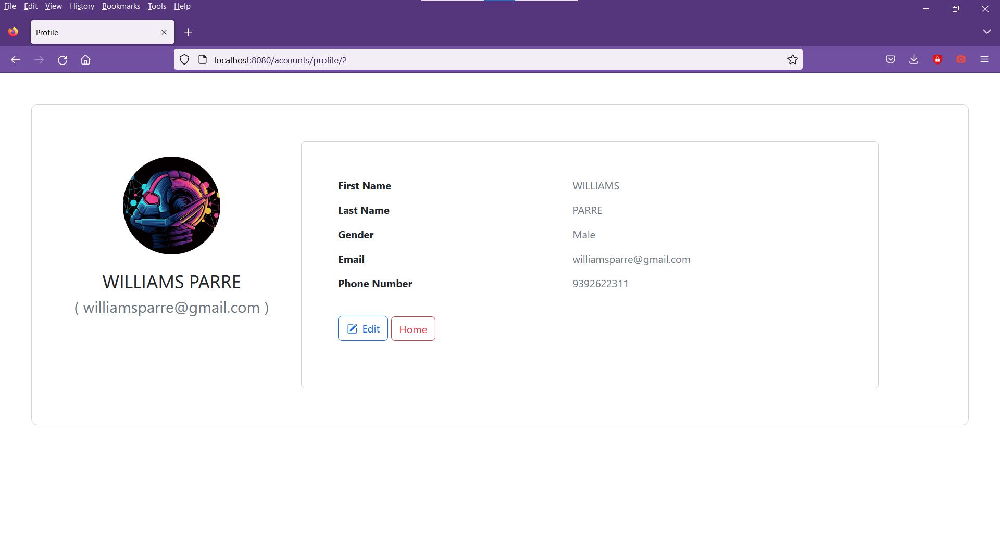 File Edit View History Bookmarks Tools Help
Profile
localhost:8080/accounts/profile/2
WILLIAMS PARRE
( williamsparre@gmail.com )
First Name WILLIAMS
Last Name PARRE
Gender Male
Email williamsparre@gmail.com
Phone Number 9392622311
Edit Home